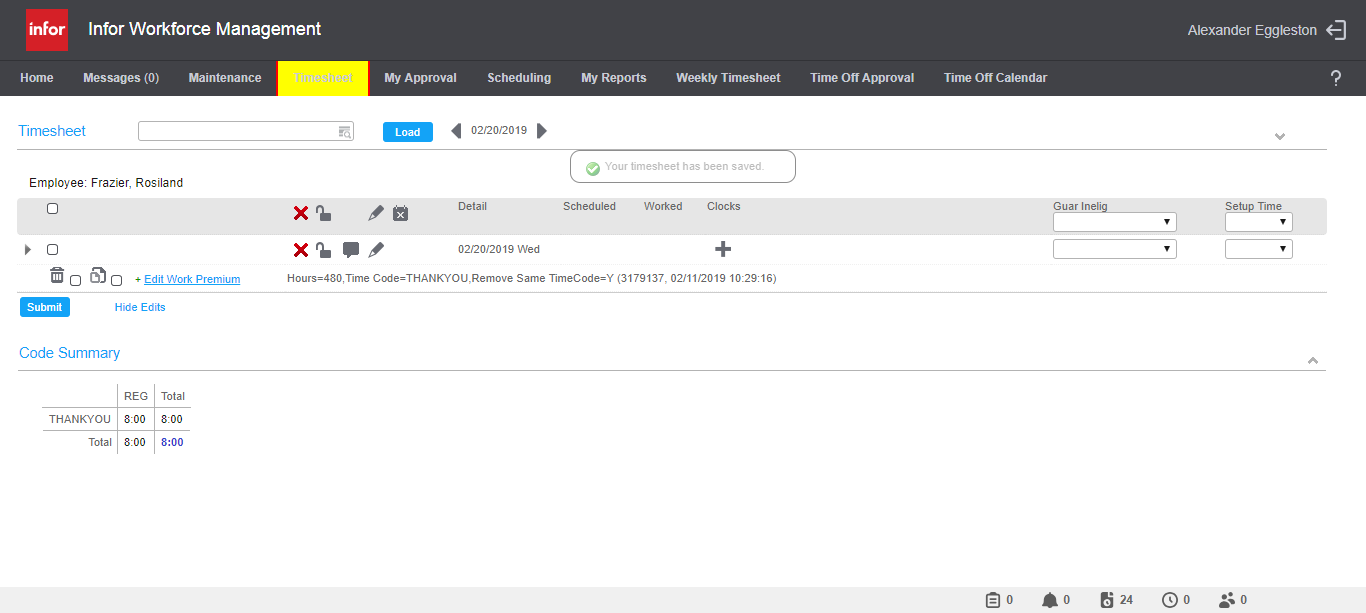 infor Infor Workforce Management Alexander Eggleston
Home Messages (0) Maintenance Timesheet My Approval Scheduling My Reports Weekly Timesheet Time Off Approval Time Off Calendar ?
Timesheet Load 02/20/2019
Your timesheet has been saved.
Employee: Frazier, Rosiland
Detail Scheduled Worked Clocks Guar Inelig Setup Time
02/20/2019 Wed
+ Edit Work Premium Hours=480,Time Code=THANKYOU,Remove Same TimeCode=Y (3179137, 02/11/2019 10:29:16)
Submit Hide Edits
Code Summary
REG Total
THANKYOU 8:00 8:00
Total 8:00 8:00
0 0 24 0 0